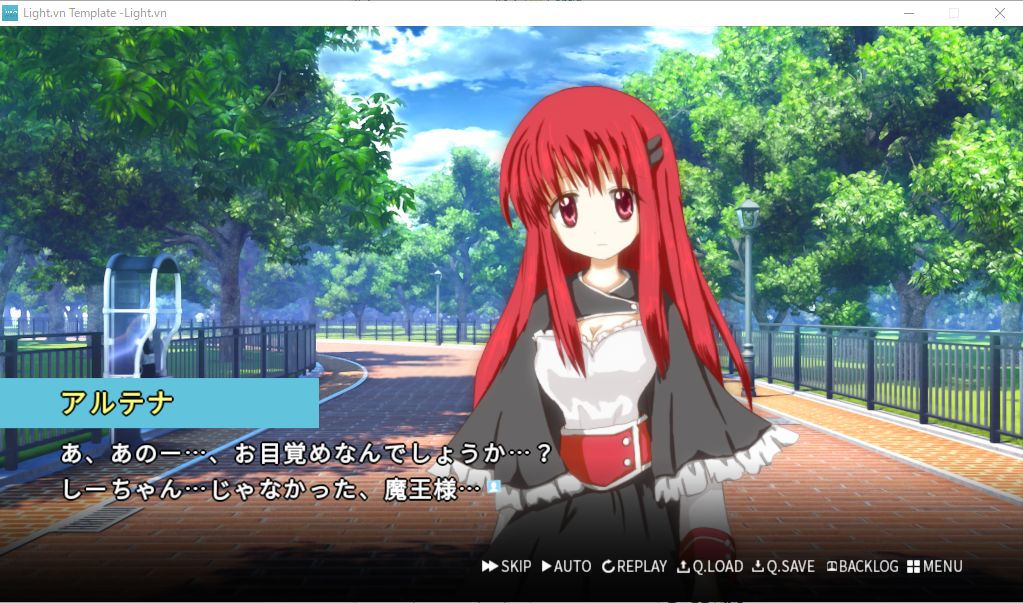 Light.vn Template -Light.vn
アルテナ
あ、あのー…、お目覚めなんでしょうか…？
しーちゃん…じゃなかった、魔王様…
SKIP AUTO REPLAY Q.LOAD Q.SAVE BACKLOG MENU